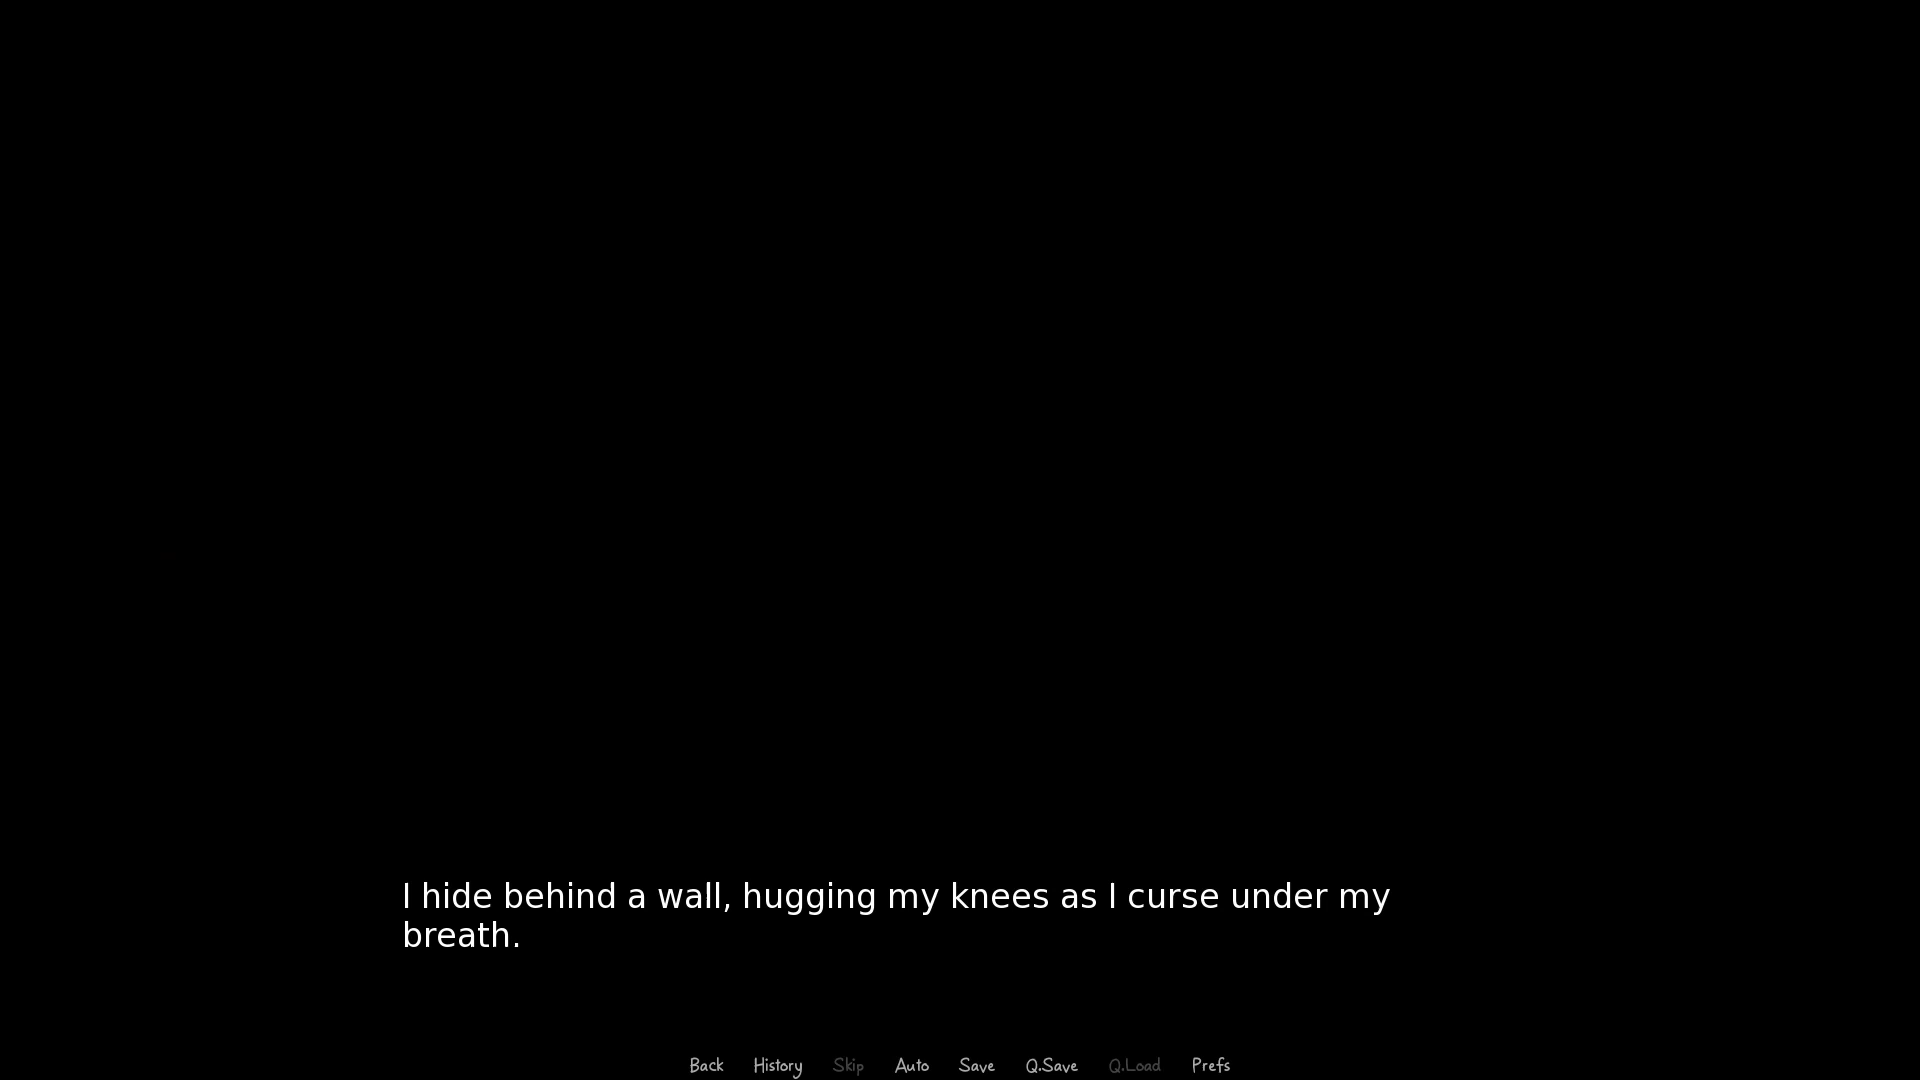 I hide behind a wall, hugging my knees as I curse under my
breath.
Back History Skip Auto Save Q.Save Q.Load Prefs